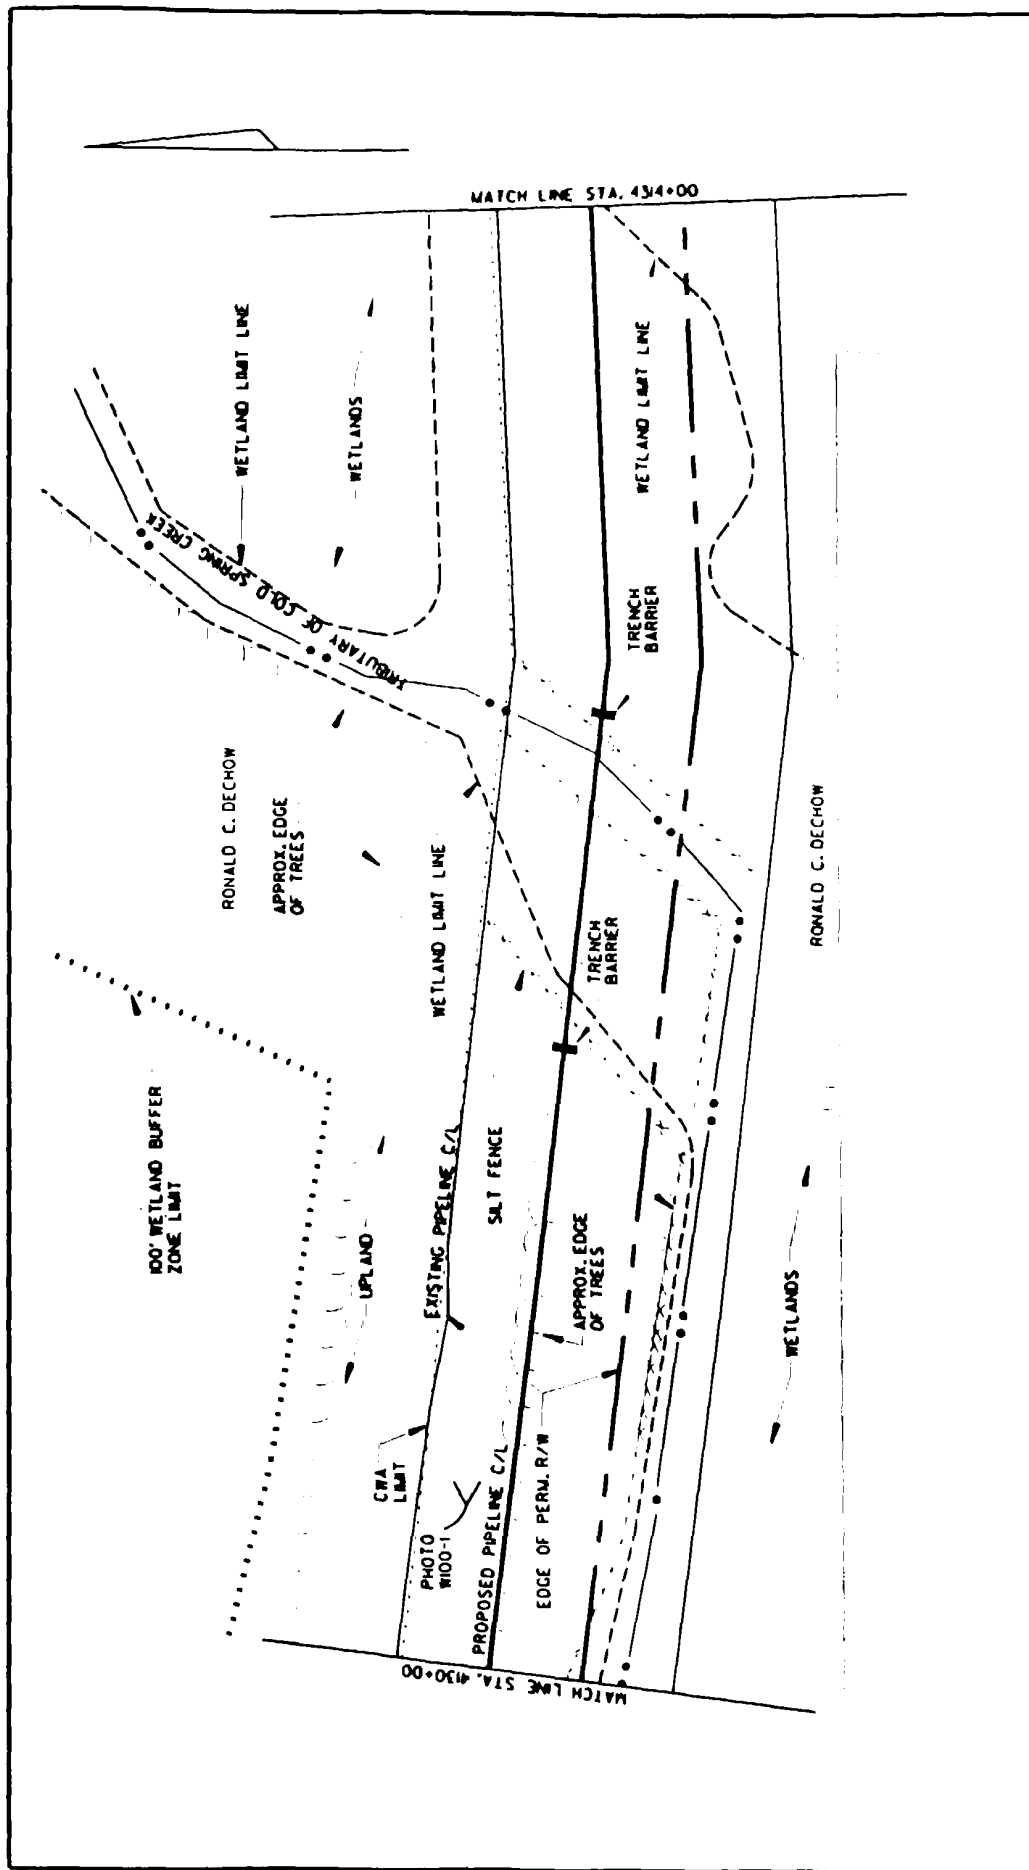 MATCH LINE STA. 4314+00
WETLAND LIMIT LINE
WETLANDS
WETLAND LIMIT LINE
TRIBUTARY OF COLD SPRING CREEK
TRENCH
BARRIER
RONALD C. DECHOW
APPROX. EDGE
OF TREES
WETLAND LIMIT LINE
TRENCH
BARRIER
RONALD C. DECHOW
100' WETLAND BUFFER
ZONE LIMIT
UPLAND
EXISTING PIPELINE C/L
SILT FENCE
APPROX. EDGE
OF TREES
WETLANDS
CWA
LIMIT
PHOTO
W100-1
PROPOSED PIPELINE C/L
EDGE OF PERM. R/W
MATCH LINE STA. 4130+00